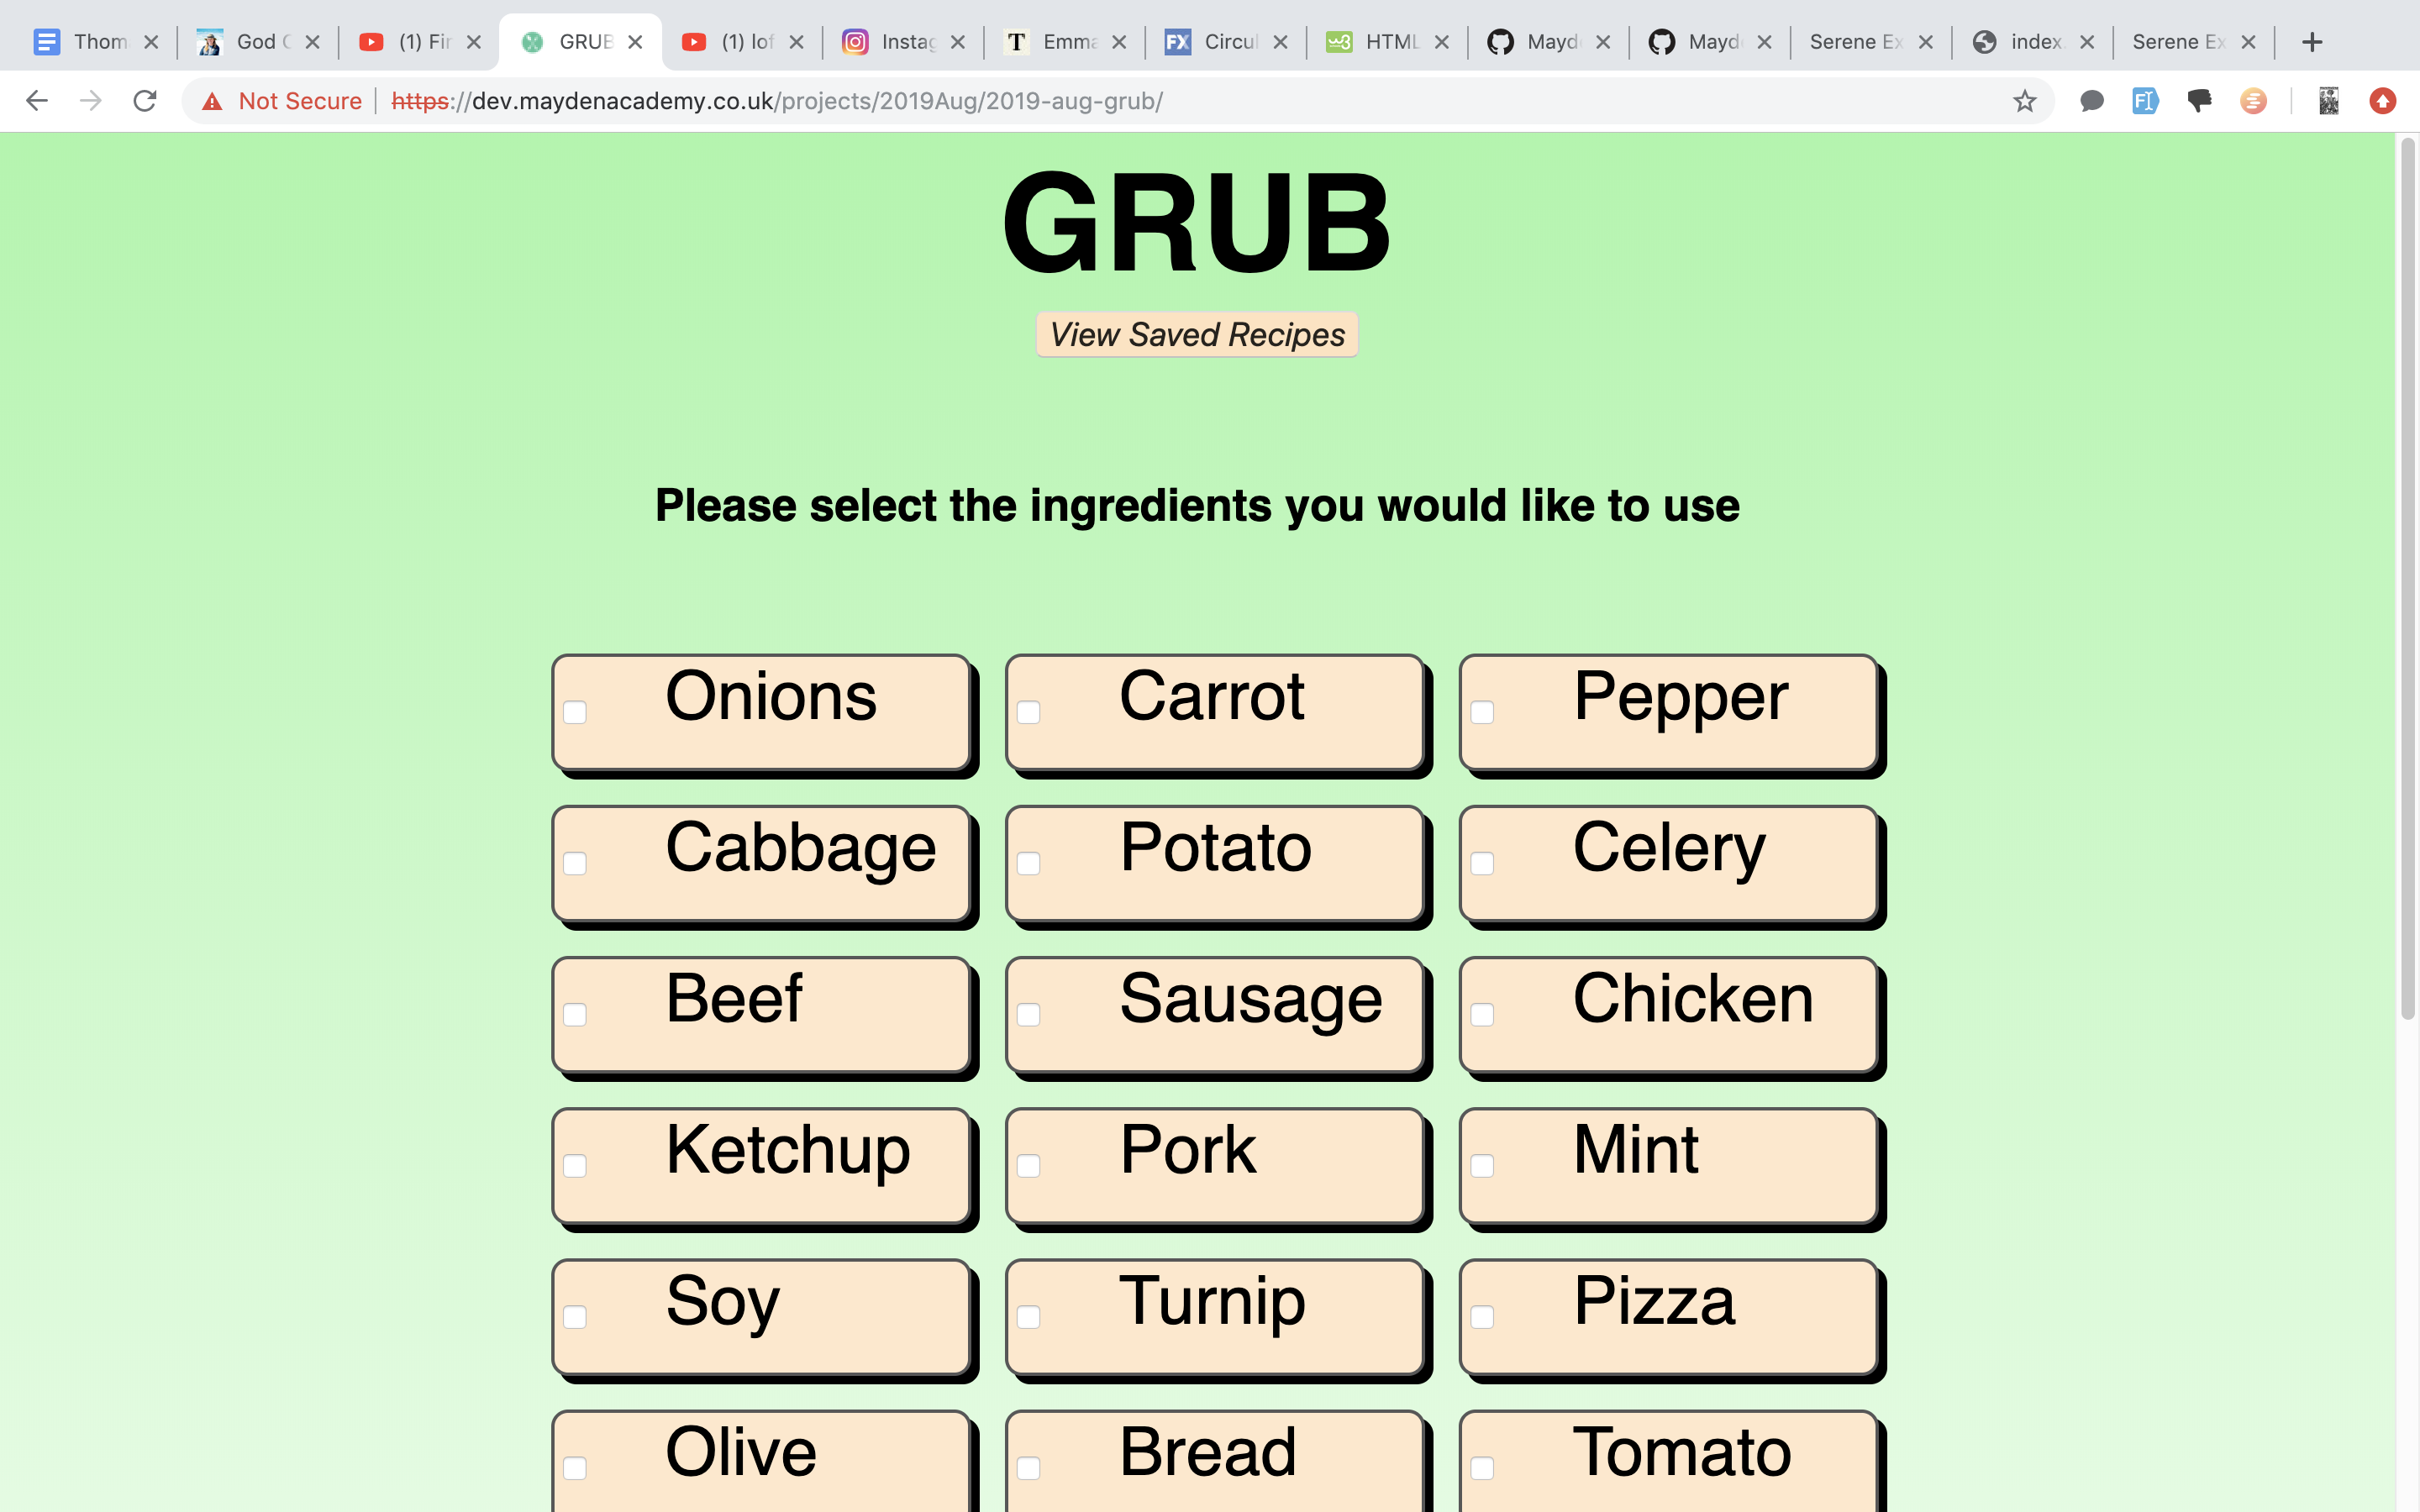 Thom
God
(1) Fir
GRUB
(1) lof
Instag
Emma
Circul
HTML
Mayd
Mayd
Serene Ex
index.
Serene Ex
Not Secure https://dev.maydenacademy.co.uk/projects/2019Aug/2019-aug-grub/
GRUB
View Saved Recipes
Please select the ingredients you would like to use
Onions
Carrot
Pepper
Cabbage
Potato
Celery
Beef
Sausage
Chicken
Ketchup
Pork
Mint
Soy
Turnip
Pizza
Olive
Bread
Tomato